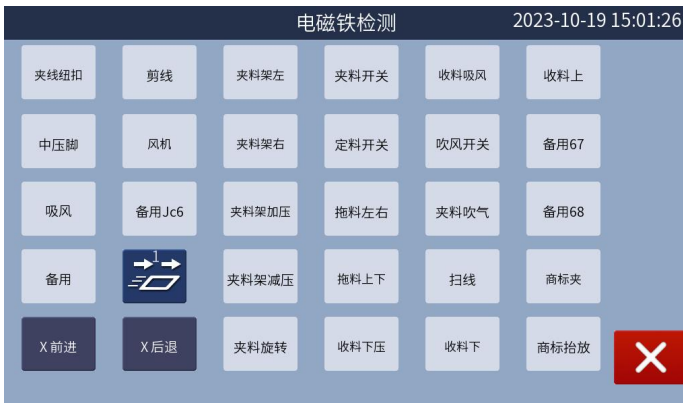 电磁铁检测 2023-10-19 15:01:26
夹线纽扣 剪线 夹料架左 夹料开关 收料吸风 收料上
中压脚 风机 夹料架右 定料开关 吹风开关 备用67
吸风 备用Jc6 夹料架加压 拖料左右 夹料吹气 备用68
备用 1 夹料架减压 拖料上下 扫线 商标夹
X前进 X后退 夹料旋转 收料下压 收料下 商标抬放